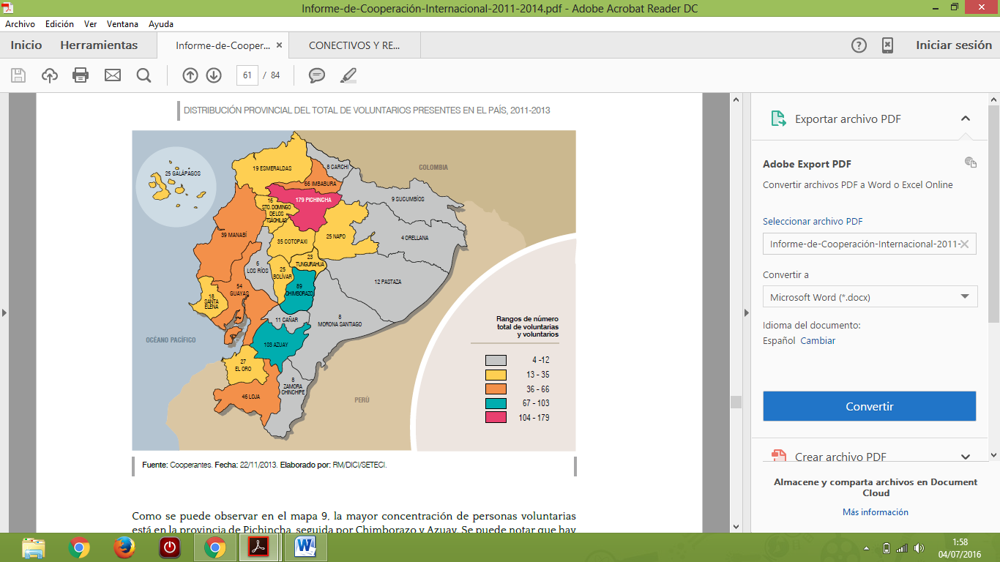 Informe-de-Cooperación-Internacional-2011-2014.pdf - Adobe Acrobat Reader DC
Archivo Edición Ver Ventana Ayuda
Inicio Herramientas Informe-de-Cooper... × CONECTIVOS Y RE... Iniciar sesión
61 / 84
DISTRIBUCIÓN PROVINCIAL DEL TOTAL DE VOLUNTARIOS PRESENTES EN EL PAÍS, 2011-2013
25 GALÁPAGOS
19 ESMERALDAS
8 CARCHI
COLOMBIA
66 IMBABURA
179 PICHINCHA
9 SUCUMBÍOS
16
STO. DOMINGO
DE LOS
TSÁCHILAS
39 MANABÍ
35 COTOPAXI
25 NAPO
4 ORELLANA
6
LOS RÍOS
23
TUNGURAHUA
25
BOLÍVAR
89
CHIMBORAZO
12 PASTAZA
54
GUAYAS
18
SANTA
ELENA
11 CAÑAR
8
MORONA SANTIAGO
OCÉANO PACÍFICO
103 AZUAY
27
EL ORO
8
ZAMORA
CHINCHIPE
46 LOJA
PERÚ
Rangos de número
total de voluntarias
y voluntarios
4 -12
13 - 35
36 - 66
67 - 103
104 - 179
Fuente: Cooperantes. Fecha: 22/11/2013. Elaborado por: RM/DICI/SETECI.
Como se puede observar en el mapa 9, la mayor concentración de personas voluntarias
está en la provincia de Pichincha, seguida por Chimborazo y Azuay. Se puede notar que hay
Exportar archivo PDF
Adobe Export PDF
Convertir archivos PDF a Word o Excel Online
Seleccionar archivo PDF
Informe-de-Cooperación-Internacional-2011-
Convertir a
Microsoft Word (*.docx)
Idioma del documento:
Español Cambiar
Convertir
Crear archivo PDF
Almacene y comparta archivos en Document
Cloud
Más información
1:58
04/07/2016